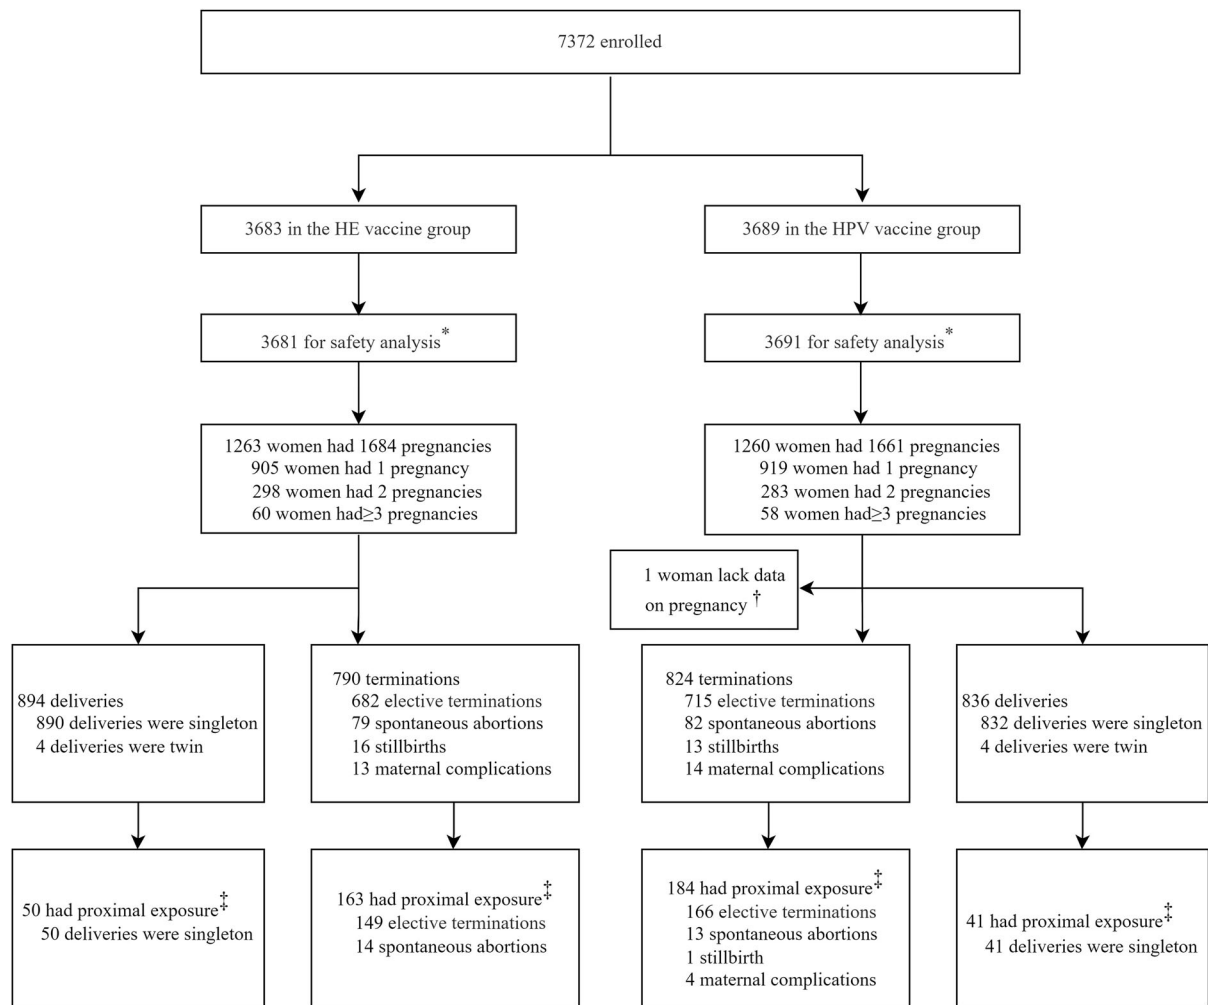 7372 enrolled
3683 in the HE vaccine group
3689 in the HPV vaccine group
3681 for safety analysis*
3691 for safety analysis*
1263 women had 1684 pregnancies
905 women had 1 pregnancy
298 women had 2 pregnancies
60 women had≥3 pregnancies
1260 women had 1661 pregnancies
919 women had 1 pregnancy
283 women had 2 pregnancies
58 women had≥3 pregnancies
1 woman lack data
on pregnancy †
894 deliveries
890 deliveries were singleton
4 deliveries were twin
790 terminations
682 elective terminations
79 spontaneous abortions
16 stillbirths
13 maternal complications
824 terminations
715 elective terminations
82 spontaneous abortions
13 stillbirths
14 maternal complications
836 deliveries
832 deliveries were singleton
4 deliveries were twin
50 had proximal exposure‡
50 deliveries were singleton
163 had proximal exposure‡
149 elective terminations
14 spontaneous abortions
184 had proximal exposure‡
166 elective terminations
13 spontaneous abortions
1 stillbirth
4 maternal complications
41 had proximal exposure‡
41 deliveries were singleton